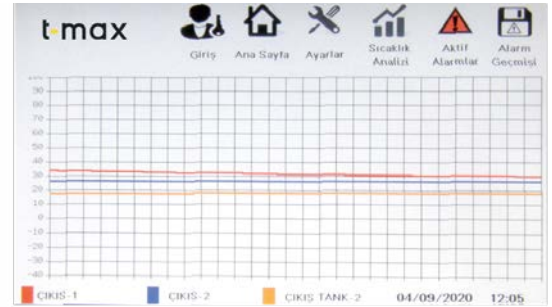 t-max
Giriş
Ana Sayfa
Ayarlar
Sıcaklık
Analizi
Aktif
Alarmlar
Alarm
Geçmişi
100
90
80
70
60
50
40
30
20
10
0
-10
-20
-30
-40
ÇIKIŞ-1
ÇIKIŞ-2
ÇIKIŞ TANK-2
04/09/2020
12:05